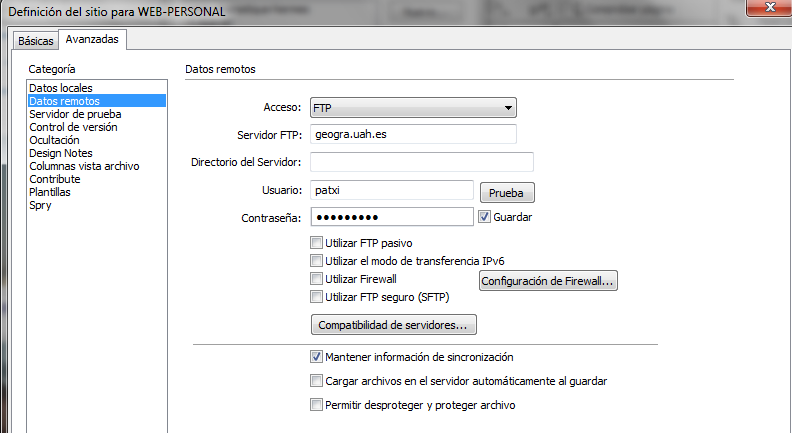 Definición del sitio para WEB-PERSONAL
Básicas
Avanzadas
Categoría
Datos locales
Datos remotos
Servidor de prueba
Control de versión
Ocultación
Design Notes
Columnas vista archivo
Contribute
Plantillas
Spry
Datos remotos
Acceso: FTP
Servidor FTP: geogra.uah.es
Directorio del Servidor:
Usuario: patxi Prueba
Contraseña: ●●●●●●●●● Guardar
Utilizar FTP pasivo
Utilizar el modo de transferencia IPv6
Utilizar Firewall Configuración de Firewall...
Utilizar FTP seguro (SFTP)
Compatibilidad de servidores...
Mantener información de sincronización
Cargar archivos en el servidor automáticamente al guardar
Permitir desproteger y proteger archivo